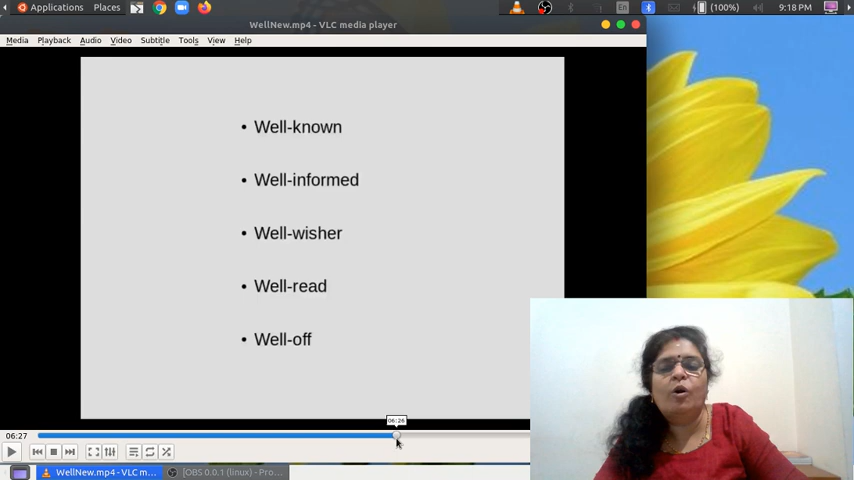 Applications Places En (100%) 9:18 PM
WellNew.mp4 - VLC media player
Media Playback Audio Video Subtitle Tools View Help
• Well-known
• Well-informed
• Well-wisher
• Well-read
• Well-off
06:26
06:27
WellNew.mp4 - VLC m... [OBS 0.0.1 (linux) - Pro...